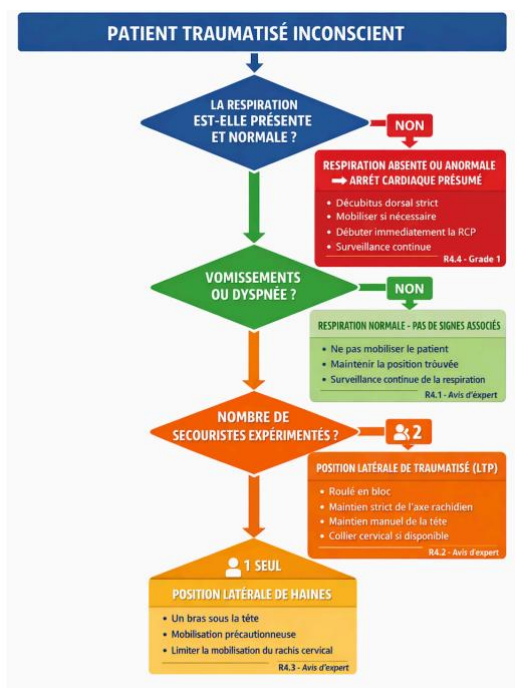 PATIENT TRAUMATISÉ INCONSCIENT
LA RESPIRATION
EST-ELLE PRÉSENTE
ET NORMALE ?
NON
RESPIRATION ABSENTE OU ANORMALE
➞ ARRÊT CARDIAQUE PRÉSUMÉ
• Décubitus dorsal strict
• Mobiliser si nécessaire
• Débuter immediatement la RCP
• Surveillance continue
R4.4 - Grade 1
VOMISSEMENTS
OU DYSPNÉE ?
NON
RESPIRATION NORMALE - PAS DE SIGNES ASSOCIÉS
• Ne pas mobiliser le patient
• Maintenir la position tròuvée
• Surveillance continue de la respiration
R4.1 - Avis d'éxpert
NOMBRE DE
SECOURISTES EXPÉRIMENTÉS ?
2
POSITION LATÉRALE DE TRAUMATISÉ (LTP)
• Roulé en bloc
• Maintien strict de l'axe rachidien
• Maintien manuel de la téte
• Collier cervical si disponible
R4.2 - Avis d'expert
1 SEUL
POSITION LATÉRALE DE HAINES
• Un bras sous la téte
• Mobilisation précautionneuse
• Limiter la mobilisation du rachis cervical
R4.3 - Avis d'expert